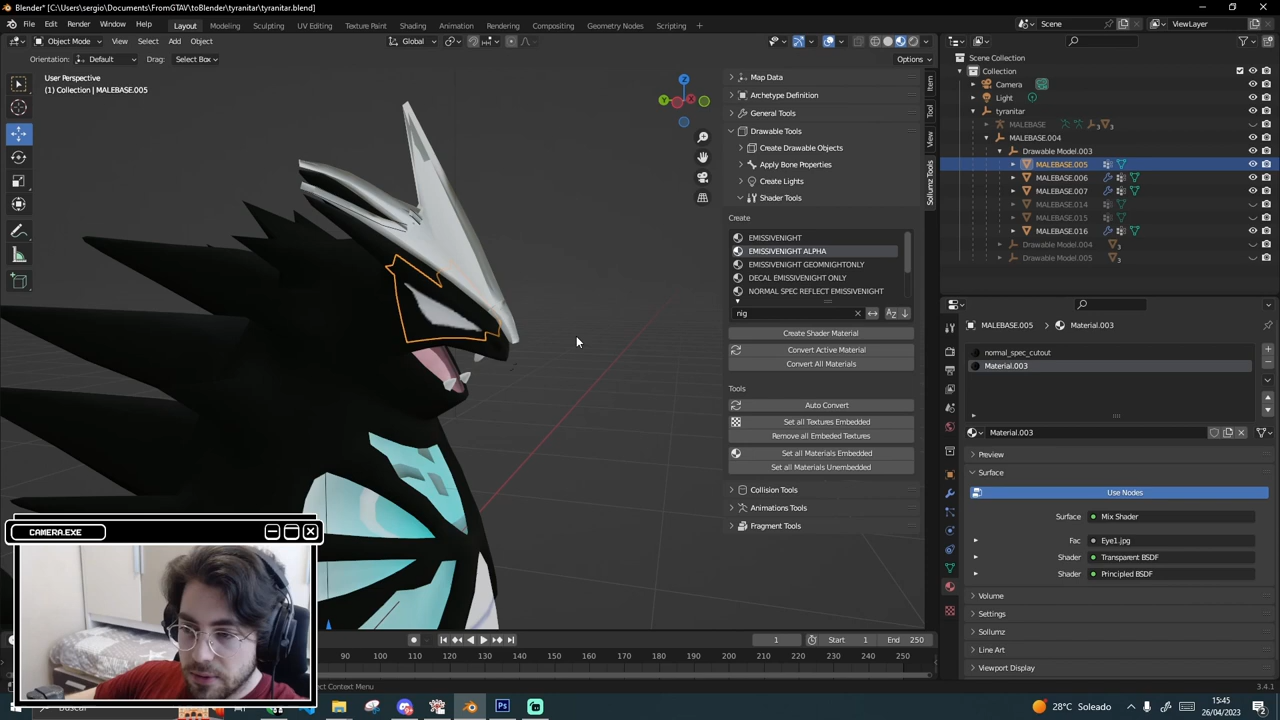 Blender* [C:\Users\sergio\Documents\FromGTAV\toBlender\tyranitar\tyranitar.blend]
File Edit Render Window Help Layout Modeling Sculpting UV Editing Texture Paint Shading Animation Rendering Compositing Geometry Nodes Scripting + Scene ViewLayer
Object Mode View Select Add Object Global
Orientation: Default Drag: Select Box Options
User Perspective
(1) Collection | MALEBASE.005
Z
Y
X
Map Data
Archetype Definition
General Tools
Drawable Tools
Create Drawable Objects
Apply Bone Properties
Create Lights
Shader Tools
Create
EMISSIVENIGHT
EMISSIVENIGHT ALPHA
EMISSIVENIGHT GEOMNIGHTONLY
DECAL EMISSIVENIGHT ONLY
NORMAL SPEC REFLECT EMISSIVENIGHT
nig
Create Shader Material
Convert Active Material
Convert All Materials
Tools
Auto Convert
Set all Textures Embedded
Remove all Embeded Textures
Set all Materials Embedded
Set all Materials Unembedded
Collision Tools
Animations Tools
Fragment Tools
Item
Tool
View
Sollumz Tools
Scene Collection
Collection
Camera
Light
tyranitar
MALEBASE
MALEBASE.004
Drawable Model.003
MALEBASE.005
MALEBASE.006
MALEBASE.007
MALEBASE.014
MALEBASE.015
MALEBASE.016
Drawable Model.004
Drawable Model.005
MALEBASE.005 Material.003
normal_spec_cutout
Material.003
Material.003
Preview
Surface
Use Nodes
Surface Mix Shader
Fac Eye1.jpg
Shader Transparent BSDF
Shader Principled BSDF
Volume
Settings
Sollumz
Line Art
Viewport Display
CAMERA.EXE
1 Start 1 End 250
90 100 110 120 130 140 150 160 170 180 190 200 210 220 230 240 250
ect Context Menu 3.4.1
Buscar
28°C Soleado
15:45
16/04/2023